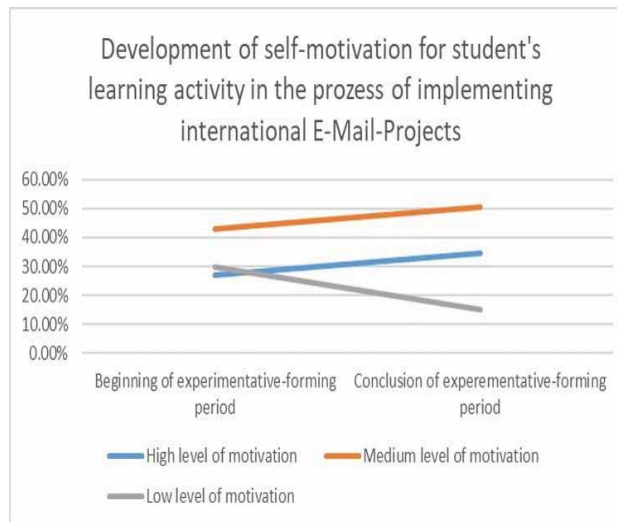 Development of self-motivation for student's
learning activity in the prozess of implementing
international E-Mail-Projects
60.00%
50.00%
40.00%
30.00%
20.00%
10.00%
0.00%
Beginning of experimentative-forming
period
Conclusion of experementative-forming
period
High level of motivation
Medium level of motivation
Low level of motivation